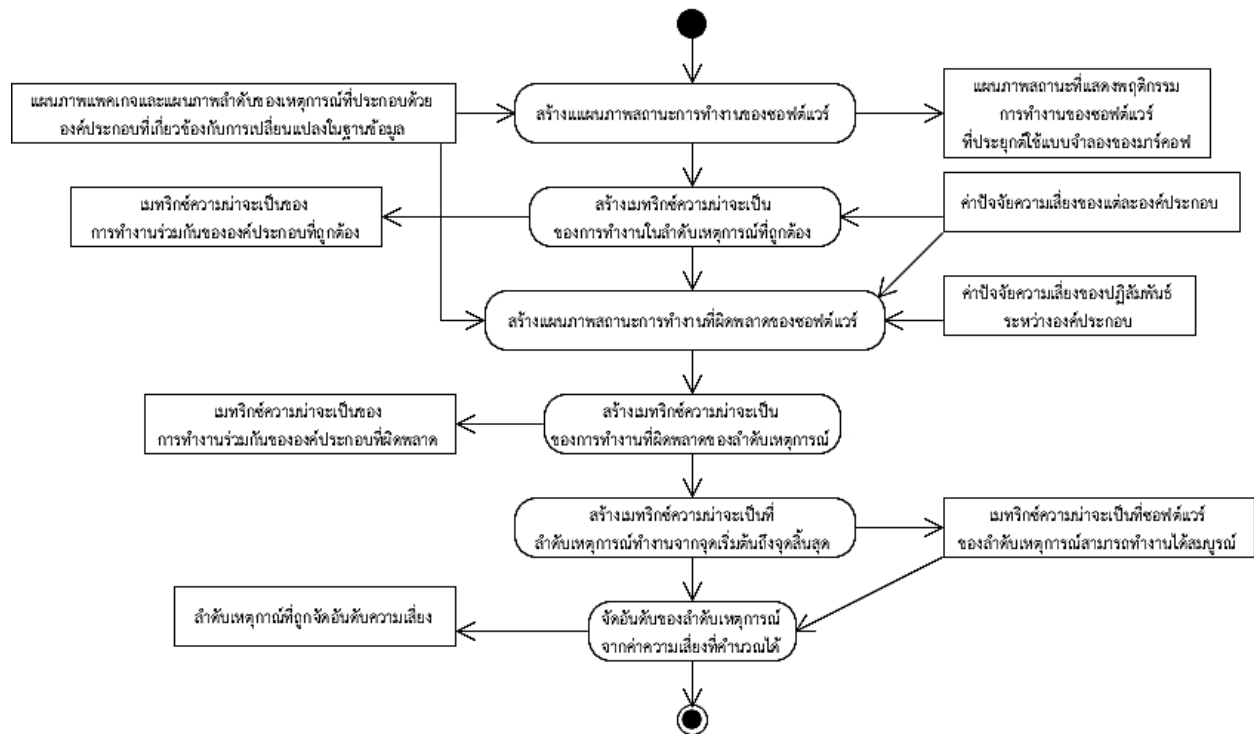 แผนภาพแพคเกจและแผนภาพลำดับของเหตุการณ์ที่ประกอบด้วย
องค์ประกอบที่เกี่ยวข้องกับการเปลี่ยนแปลงในฐานข้อมูล
สร้างแแผนภาพสถานะการทำงานของซอฟต์แวร์
แผนภาพสถานะที่แสดงพฤติกรรม
การทำงานของซอฟต์แวร์
ที่ประยุกต์ใช้แบบจำลองของมาร์คอฟ
เมทริกซ์ความน่าจะเป็นของ
การทำงานร่วมกันขององค์ประกอบที่ถูกต้อง
สร้างเมทริกซ์ความน่าจะเป็น
ของการทำงานในลำดับเหตุการณ์ที่ถูกต้อง
ค่าปัจจัยความเสี่ยงของแต่ละองค์ประกอบ
สร้างแผนภาพสถานะการทำงานที่ผิดพลาดของซอฟต์แวร์
ค่าปัจจัยความเสี่ยงของปฏิสัมพันธ์
ระหว่างองค์ประกอบ
เมทริกซ์ความน่าจะเป็นของ
การทำงานร่วมกันขององค์ประกอบที่ผิดพลาด
สร้างเมทริกซ์ความน่าจะเป็น
ของการทำงานที่ผิดพลาดของลำดับเหตุการณ์
สร้างเมทริกซ์ความน่าจะเป็นที่
ลำดับเหตุการณ์ทำงานจากจุดเริ่มต้นถึงจุดสิ้นสุด
เมทริกซ์ความน่าจะเป็นที่ซอฟต์แวร์
ของลำดับเหตุการณ์สามารถทำงานได้สมบูรณ์
ลำดับเหตุกาณ์ที่ถูกจัดอันดับความเสี่ยง
จัดอันดับของลำดับเหตุการณ์
จากค่าความเสี่ยงที่คำนวณได้